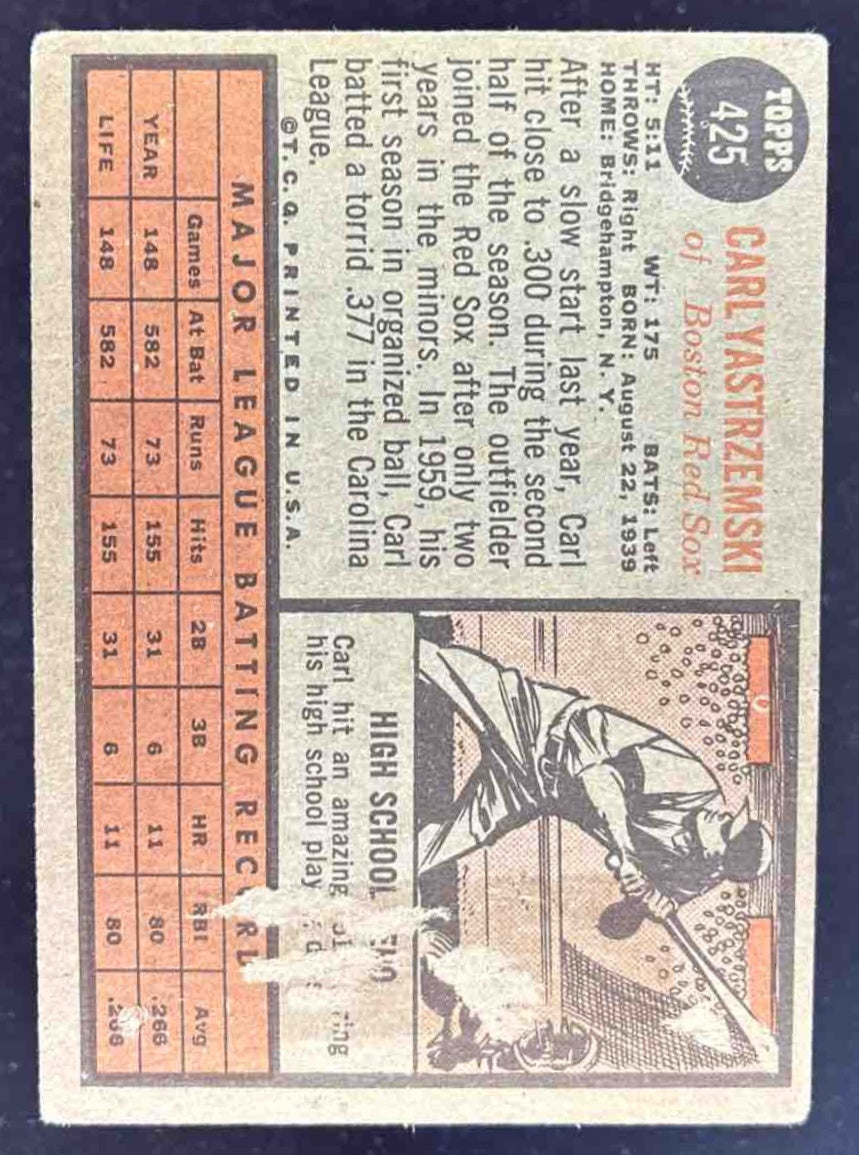 TOPPS
425
CARL YASTRZEMSKI
of Boston Red Sox
HT: 5:11 WT: 175 BATS: Left
THROWS: Right BORN: August 22, 1939
HOME: Bridgehampton, N. Y.
After a slow start last year, Carl
hit close to .300 during the second
half of the season. The outfielder
joined the Red Sox after only two
years in the minors. In 1959, his
first season in organized ball, Carl
batted a torrid .377 in the Carolina
League.
©T. C. G. PRINTED IN U. S. A.
HIGH SCHOOL
Carl hit an amazing
his high school play
MAJOR LEAGUE BATTING RECORD
Games At Bat Runs Hits 2B 3B HR RBI Avg
YEAR 148 582 73 155 31 6 11 80 .266
LIFE 148 582 73 155 31 6 11 80 .266